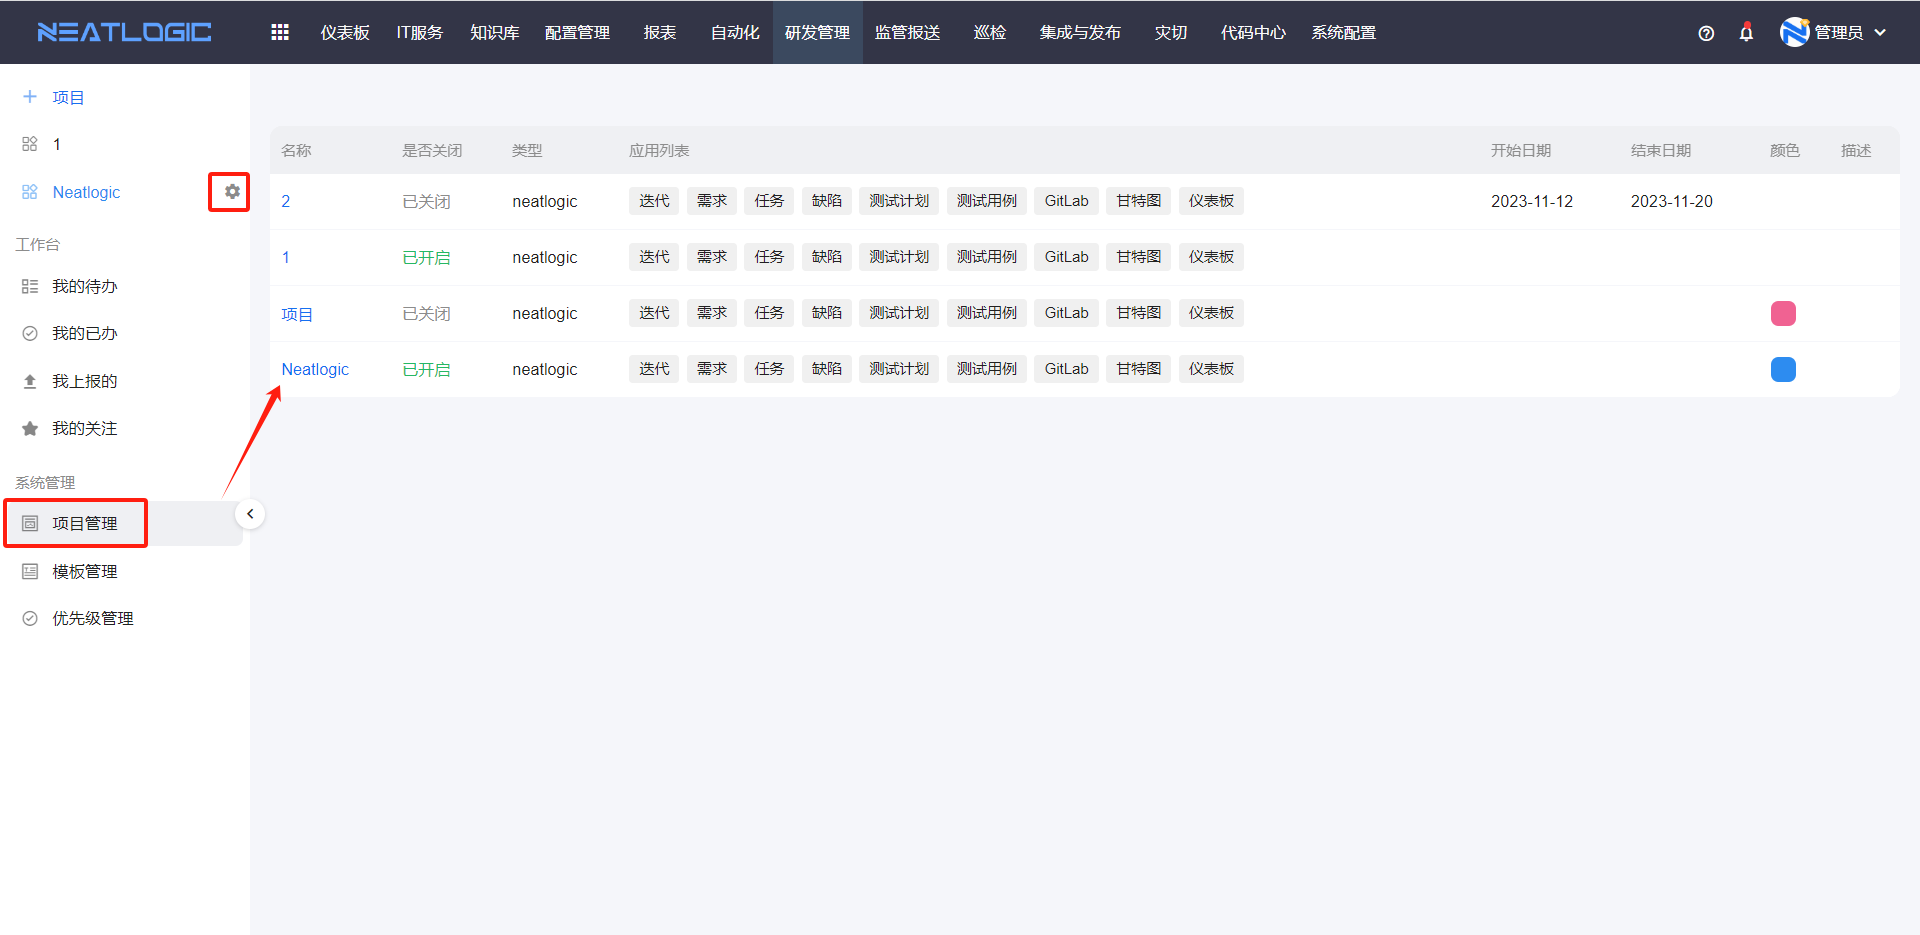 NEATLOGIC
仪表板 IT服务 知识库 配置管理 报表 自动化 研发管理 监管报送 巡检 集成与发布 灾切 代码中心 系统配置 管理员
项目
1
Neatlogic
工作台
我的待办
我的已办
我上报的
我的关注
系统管理
项目管理
模板管理
优先级管理
名称 是否关闭 类型 应用列表 开始日期 结束日期 颜色 描述
2 已关闭 neatlogic 迭代 需求 任务 缺陷 测试计划 测试用例 GitLab 甘特图 仪表板 2023-11-12 2023-11-20
1 已开启 neatlogic 迭代 需求 任务 缺陷 测试计划 测试用例 GitLab 甘特图 仪表板
项目 已关闭 neatlogic 迭代 需求 任务 缺陷 测试计划 测试用例 GitLab 甘特图 仪表板
Neatlogic 已开启 neatlogic 迭代 需求 任务 缺陷 测试计划 测试用例 GitLab 甘特图 仪表板